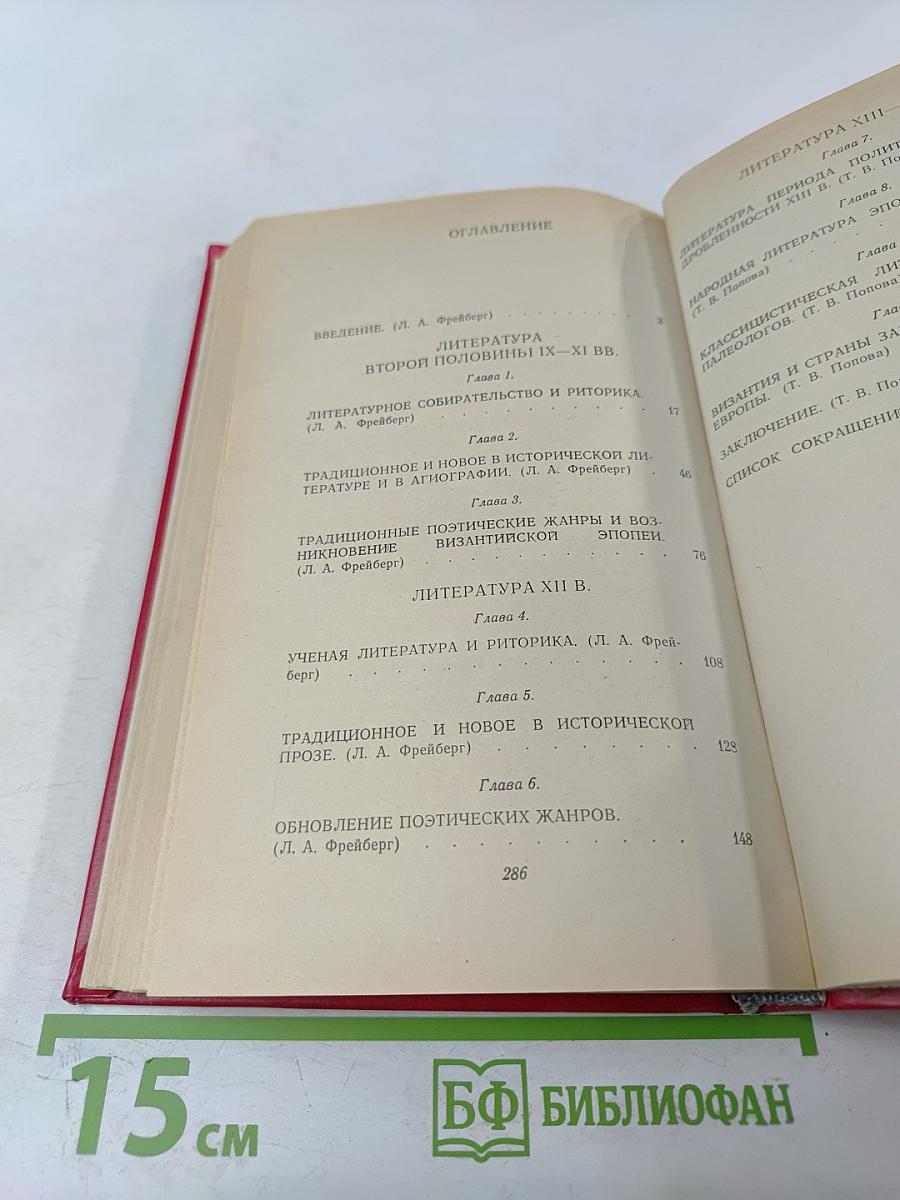 ОГЛАВЛЕНИЕ
ВВЕДЕНИЕ. (Л. А. Фрейберг) . . . . . . . . 3
ЛИТЕРАТУРА
ВТОРОЙ ПОЛОВИНЫ IX—XI ВВ.
Глава 1.
ЛИТЕРАТУРНОЕ СОБИРАТЕЛЬСТВО И РИТОРИКА.
(Л. А. Фрейберг) . . . . . . . . . . 17
Глава 2.
ТРАДИЦИОННОЕ И НОВОЕ В ИСТОРИЧЕСКОЙ ЛИ-
ТЕРАТУРЕ И В АГИОГРАФИИ. (Л. А. Фрейберг) . 46
Глава 3.
ТРАДИЦИОННЫЕ ПОЭТИЧЕСКИЕ ЖАНРЫ И ВОЗ-
НИКНОВЕНИЕ ВИЗАНТИЙСКОЙ ЭПОПЕИ.
(Л. А. Фрейберг) . . . . . . . . . . 76
ЛИТЕРАТУРА XII В.
Глава 4.
УЧЕНАЯ ЛИТЕРАТУРА И РИТОРИКА. (Л. А. Фрей-
берг) . . . . . . . . . . . . . . 108
Глава 5.
ТРАДИЦИОННОЕ И НОВОЕ В ИСТОРИЧЕСКОЙ
ПРОЗЕ. (Л. А. Фрейберг) . . . . . . . . 128
Глава 6.
ОБНОВЛЕНИЕ ПОЭТИЧЕСКИХ ЖАНРОВ.
(Л. А. Фрейберг) . . . . . . . . . . 148
286
ЛИТЕРАТУРА XIII—
Глава 7.
ЛИТЕРАТУРА ПЕРИОДА ПОЛИТ
ДРОБЛЕННОСТИ XIII В. (Т. В. По
Глава 8.
НАРОДНАЯ ЛИТЕРАТУРА ЭПО
(Т. В. Попова) . . . . .
Глава
КЛАССИЦИСТИЧЕСКАЯ ЛИ
ПАЛЕОЛОГОВ. (Т. В. Попова)
Гла
ВИЗАНТИЯ И СТРАНЫ ЗА
ЕВРОПЫ. (Т. В. Попова)
ЗАКЛЮЧЕНИЕ. (Т. В. По
СПИСОК СОКРАЩЕНИ
15 см
БФ БИБЛИОФАН